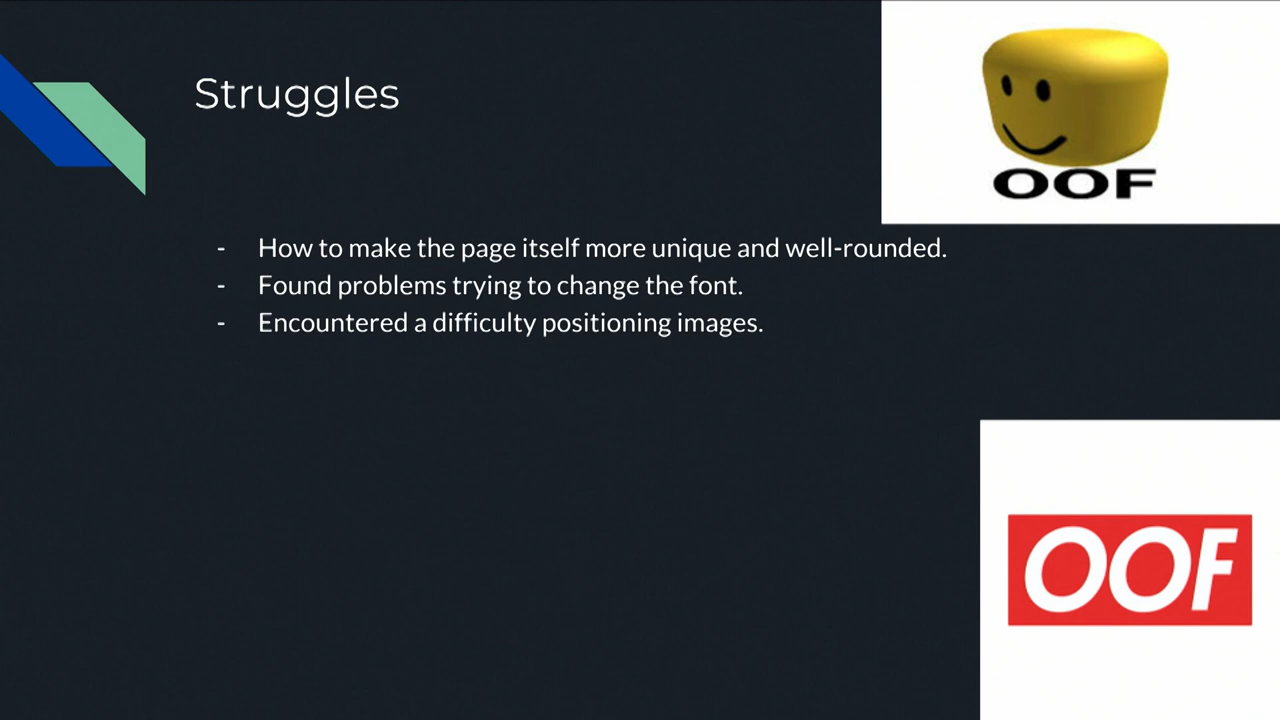 Struggles
OOF
- How to make the page itself more unique and well-rounded.
- Found problems trying to change the font.
- Encountered a difficulty positioning images.
OOF